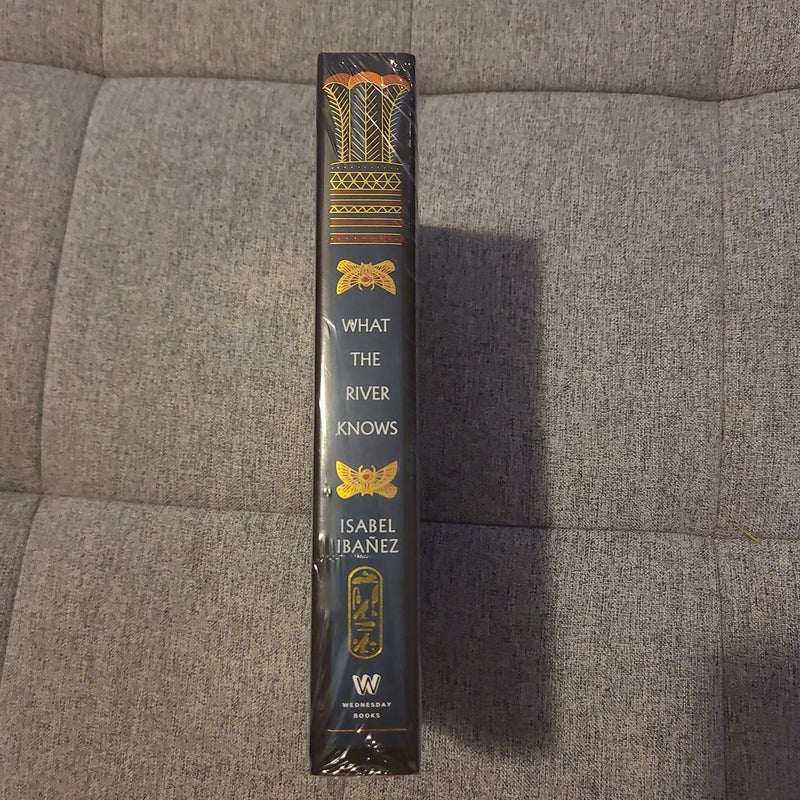 WHAT
THE
RIVER
KNOWS
ISABEL
IBAÑEZ
W
WEDNESDAY
BOOKS